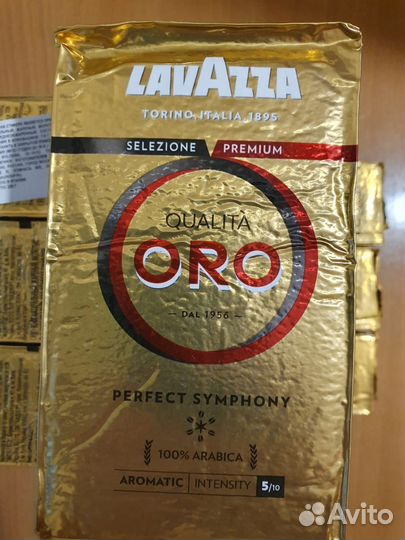 LAVAZZA
TORINO, ITALIA, 1895
SELEZIONE PREMIUM
QUALITÀ
ORO
DAL 1956
PERFECT SYMPHONY
100% ARABICA
AROMATIC INTENSITY 5/10
Avito